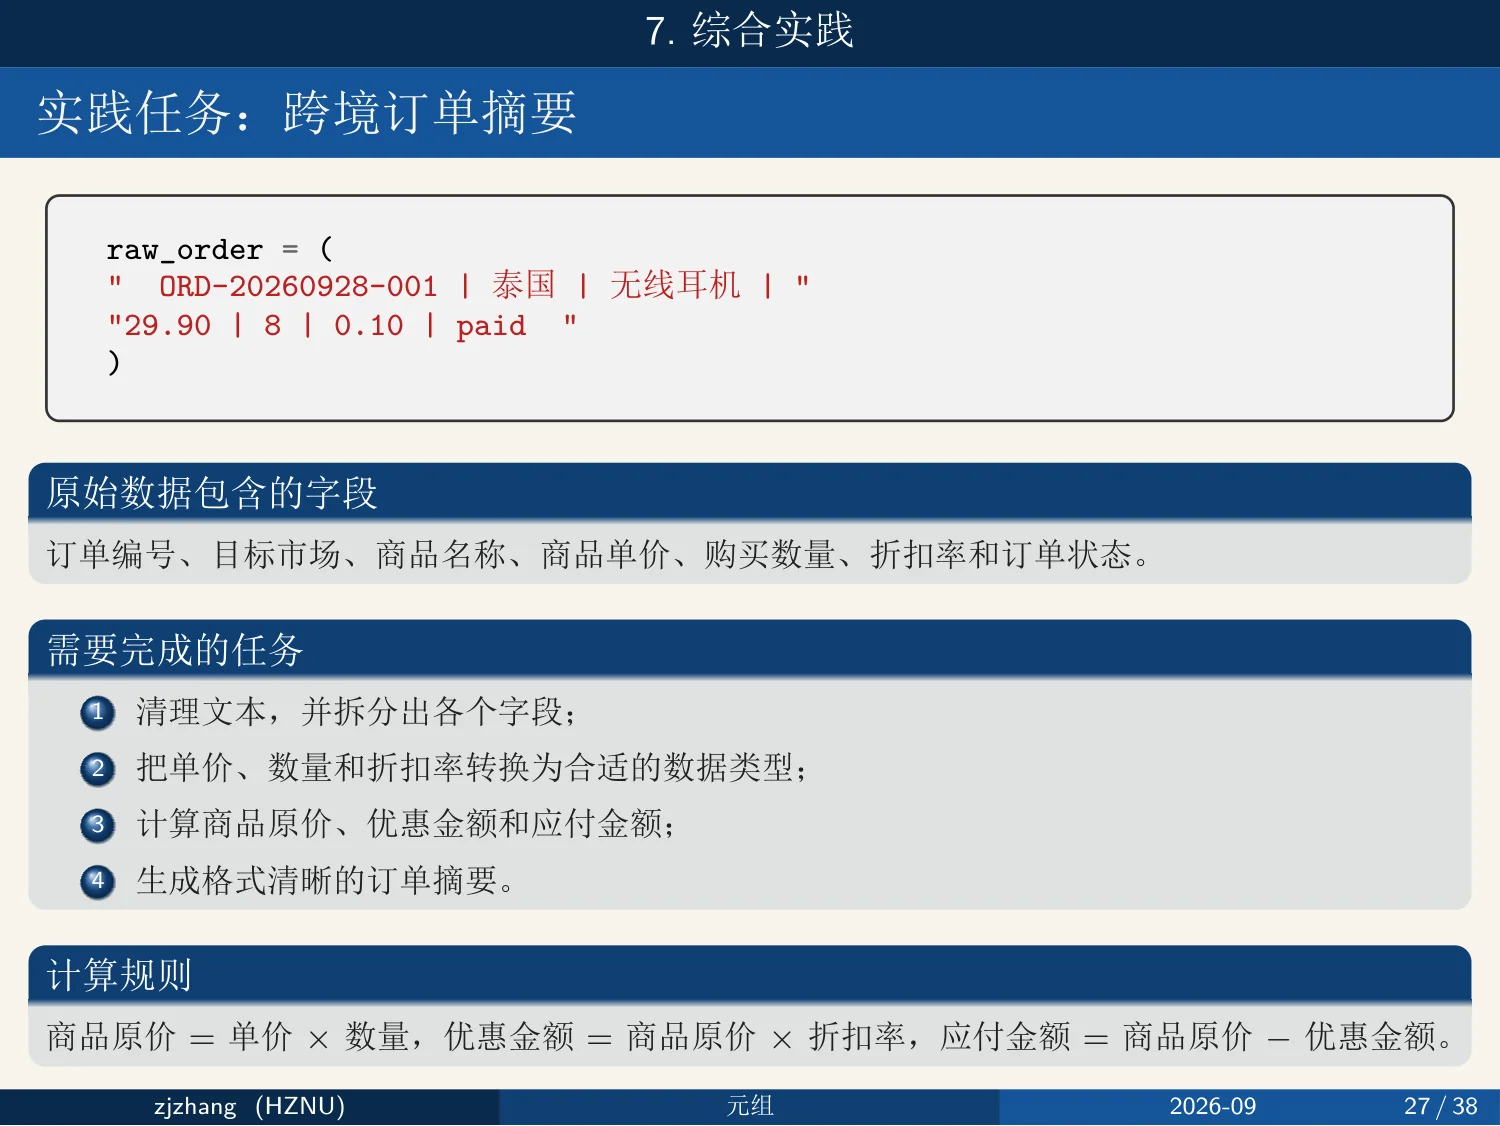 7. 综合实践
实践任务：跨境订单摘要
raw_order = (
"  ORD-20260928-001 | 泰国 | 无线耳机 | "
"29.90 | 8 | 0.10 | paid  "
)
原始数据包含的字段
订单编号、目标市场、商品名称、商品单价、购买数量、折扣率和订单状态。
需要完成的任务
1 清理文本，并拆分出各个字段；
2 把单价、数量和折扣率转换为合适的数据类型；
3 计算商品原价、优惠金额和应付金额；
4 生成格式清晰的订单摘要。
计算规则
商品原价 = 单价 × 数量，优惠金额 = 商品原价 × 折扣率，应付金额 = 商品原价 − 优惠金额。
zjzhang (HZNU) 元组 2026-09 27 / 38